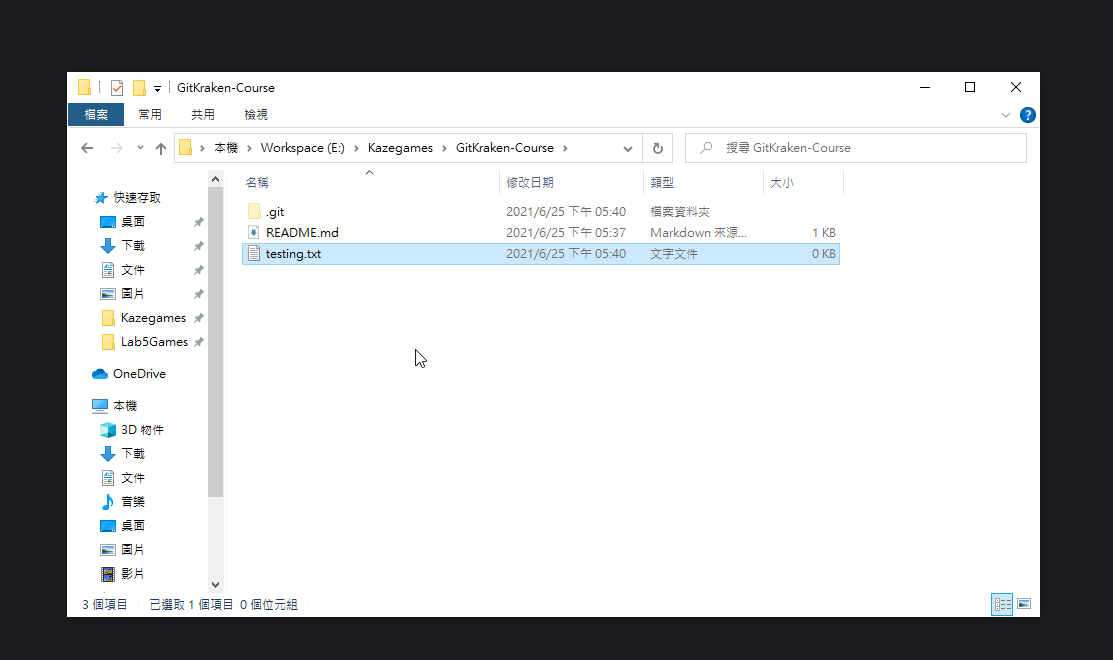 GitKraken-Course
檔案 常用 共用 檢視 ?
本機 Workspace (E:) Kazegames GitKraken-Course 搜尋 GitKraken-Course
名稱 修改日期 類型 大小
.git 2021/6/25 下午 05:40 檔案資料夾
README.md 2021/6/25 下午 05:37 Markdown 來源... 1 KB
testing.txt 2021/6/25 下午 05:40 文字文件 0 KB
快速存取
桌面
下載
文件
圖片
Kazegames
Lab5Games
OneDrive
本機
3D 物件
下載
文件
音樂
桌面
圖片
影片
3 個項目 已選取 1 個項目 0 個位元組